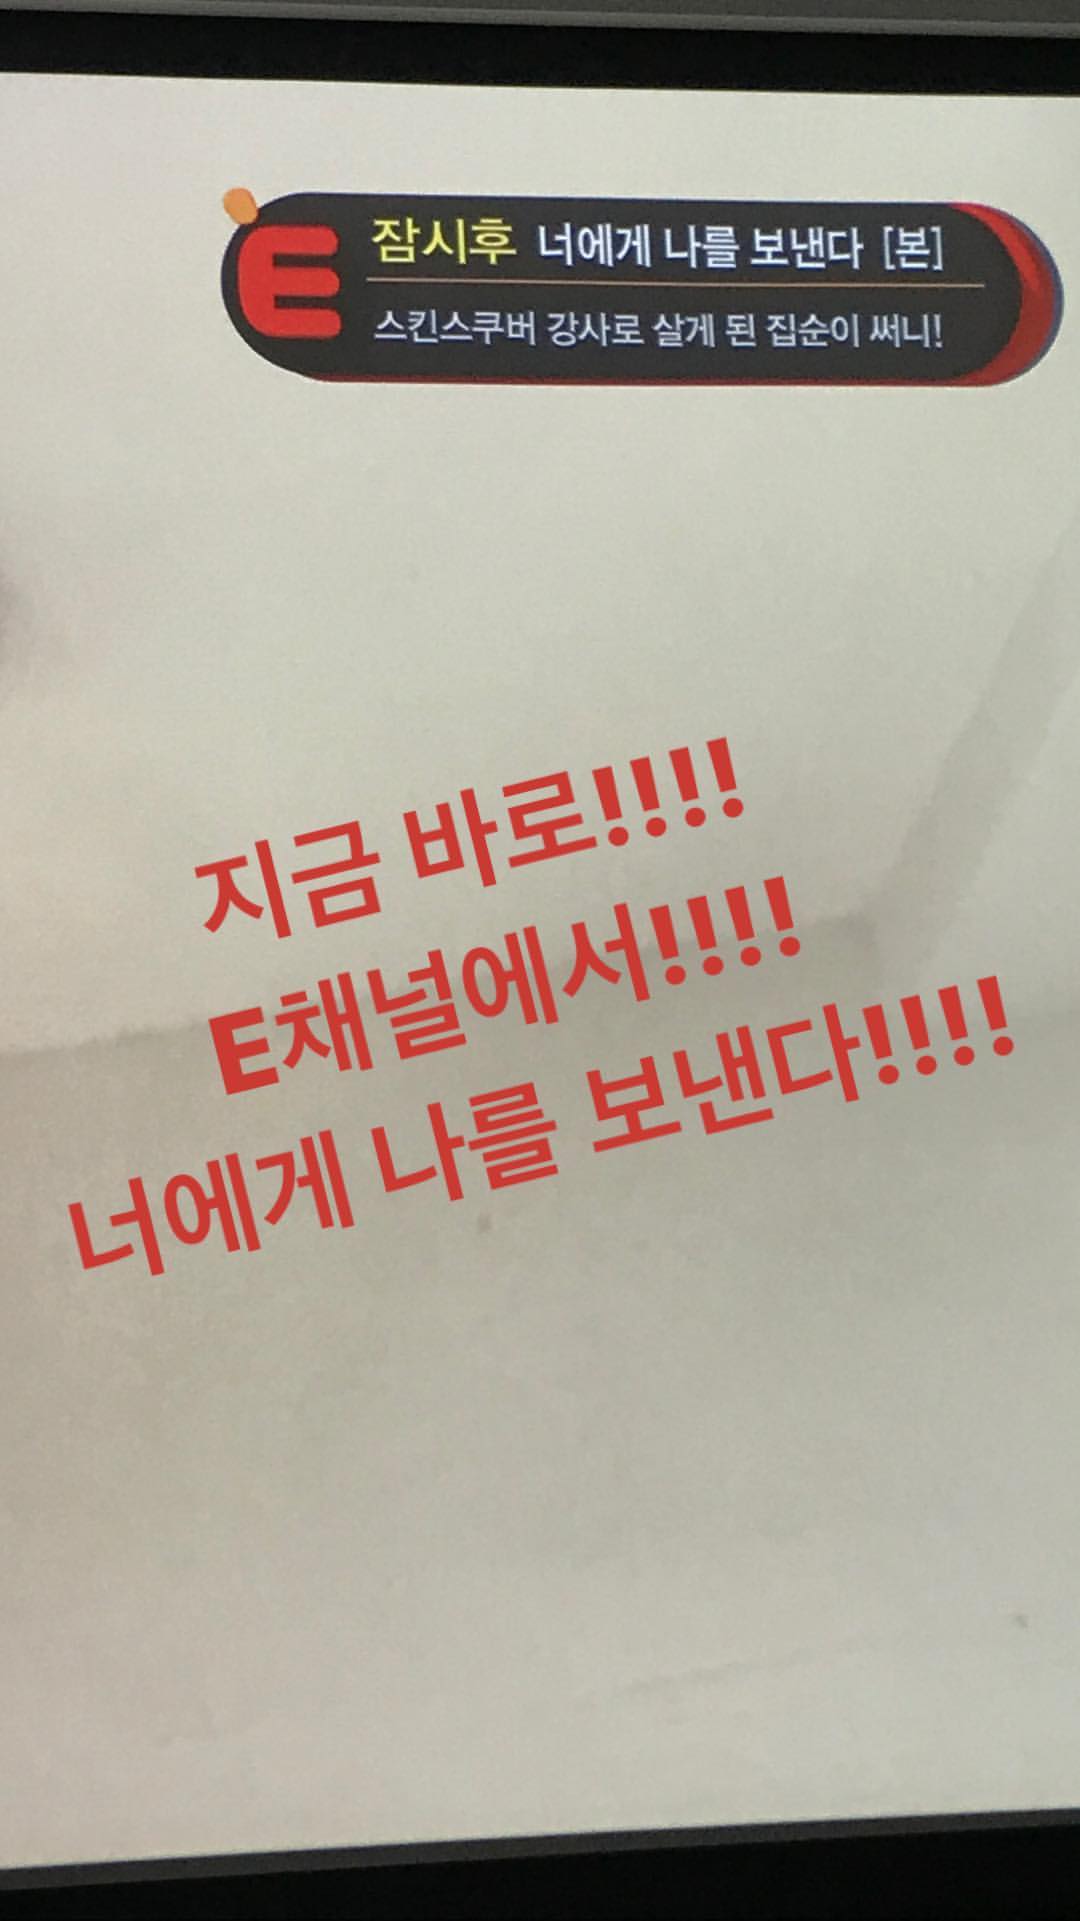 E
잠시후 너에게 나를 보낸다 [본]
스킨스쿠버 강사로 살게 된 집순이 써니!
지금 바로!!!!
E채널에서!!!!
너에게 나를 보낸다!!!!